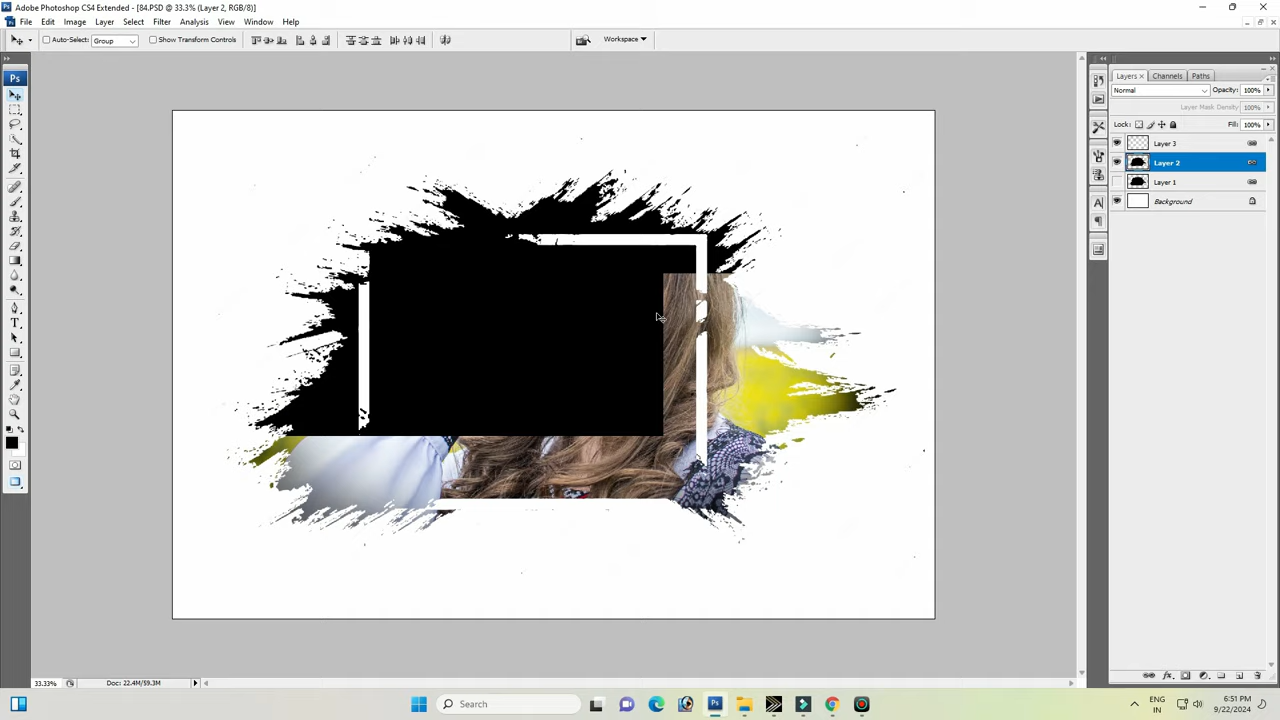 Adobe Photoshop CS4 Extended - [84.PSD @ 33.3% (Layer 2, RGB/8)]
File Edit Image Layer Select Filter Analysis View Window Help
Auto-Select: Group Show Transform Controls Workspace
Ps
Layers Channels Paths
Normal Opacity: 100%
Layer Mask Density: 100%
Lock: Fill: 100%
Layer 3
Layer 2
Layer 1
Background
33.33% Doc: 22.4M/59.3M
Search
ENG
IN
6:51 PM
9/22/2024